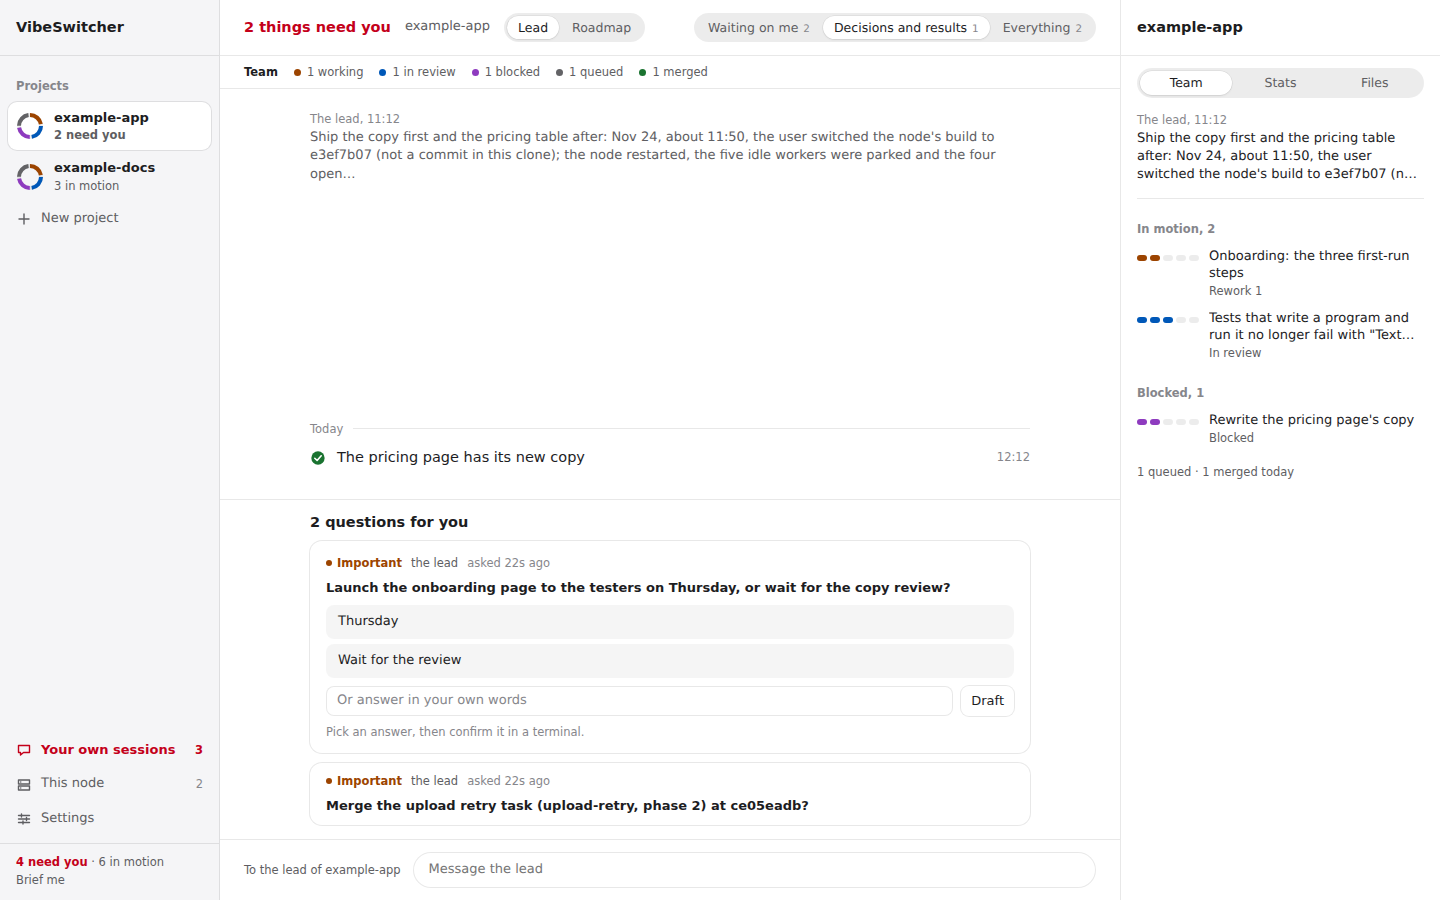 VibeSwitcher
Projects
example-app
2 need you
example-docs
3 in motion
New project
Your own sessions 3
This node 2
Settings
4 need you · 6 in motion
Brief me
2 things need you example-app Lead Roadmap Waiting on me 2 Decisions and results 1 Everything 2
Team 1 working 1 in review 1 blocked 1 queued 1 merged
The lead, 11:12
Ship the copy first and the pricing table after: Nov 24, about 11:50, the user switched the node's build to
e3ef7b07 (not a commit in this clone); the node restarted, the five idle workers were parked and the four
open…
Today
The pricing page has its new copy 12:12
2 questions for you
Important the lead asked 22s ago
Launch the onboarding page to the testers on Thursday, or wait for the copy review?
Thursday
Wait for the review
Or answer in your own words Draft
Pick an answer, then confirm it in a terminal.
Important the lead asked 22s ago
Merge the upload retry task (upload-retry, phase 2) at ce05eadb?
To the lead of example-app Message the lead
example-app
Team Stats Files
The lead, 11:12
Ship the copy first and the pricing table
after: Nov 24, about 11:50, the user
switched the node's build to e3ef7b07 (n…
In motion, 2
Onboarding: the three first-run
steps
Rework 1
Tests that write a program and
run it no longer fail with "Text…
In review
Blocked, 1
Rewrite the pricing page's copy
Blocked
1 queued · 1 merged today